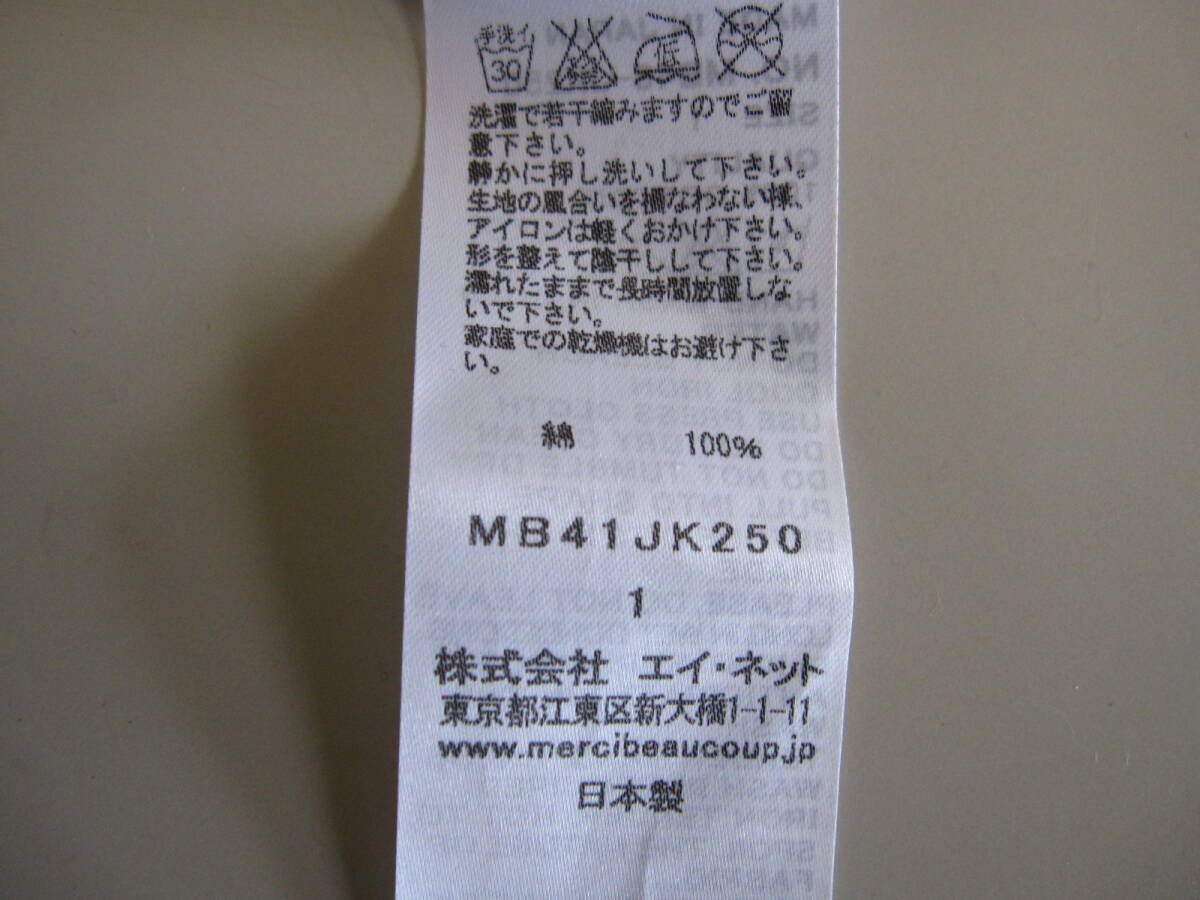 手洗イ
30
低
洗濯で若干縮みますのでご留
意下さい。
静かに押し洗いして下さい。
生地の風合いを損なわない様、
アイロンは軽くおかけ下さい。
形を整えて陰干しして下さい。
濡れたままで長時間放置しな
いで下さい。
家庭での乾燥機はお避け下さ
い。
綿 100%
MB41JK250
1
株式会社 エイ・ネット
東京都江東区新大橋1-1-11
www.mercibeaucoup.jp
日本製